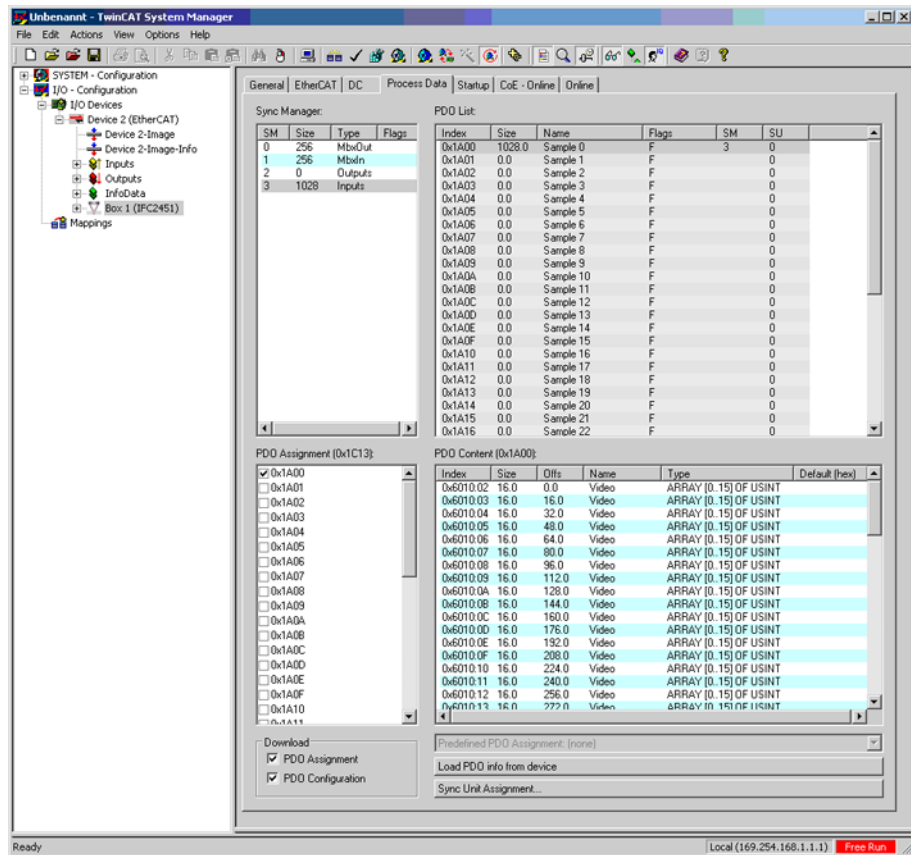 Unbenannt - TwinCAT System Manager
File Edit Actions View Options Help
SYSTEM - Configuration
I/O - Configuration
I/O Devices
Device 2 (EtherCAT)
Device 2-Image
Device 2-Image-Info
Inputs
Outputs
InfoData
Box 1 (IFC2451)
Mappings
General EtherCAT DC Process Data Startup CoE - Online Online
Sync Manager:
SM Size Type Flags
0 256 MbxOut
1 256 MbxIn
2 0 Outputs
3 1028 Inputs
PDO List:
Index Size Name Flags SM SU
0x1A00 1028.0 Sample 0 F 3 0
0x1A01 0.0 Sample 1 F 0
0x1A02 0.0 Sample 2 F 0
0x1A03 0.0 Sample 3 F 0
0x1A04 0.0 Sample 4 F 0
0x1A05 0.0 Sample 5 F 0
0x1A06 0.0 Sample 6 F 0
0x1A07 0.0 Sample 7 F 0
0x1A08 0.0 Sample 8 F 0
0x1A09 0.0 Sample 9 F 0
0x1A0A 0.0 Sample 10 F 0
0x1A0B 0.0 Sample 11 F 0
0x1A0C 0.0 Sample 12 F 0
0x1A0D 0.0 Sample 13 F 0
0x1A0E 0.0 Sample 14 F 0
0x1A0F 0.0 Sample 15 F 0
0x1A10 0.0 Sample 16 F 0
0x1A11 0.0 Sample 17 F 0
0x1A12 0.0 Sample 18 F 0
0x1A13 0.0 Sample 19 F 0
0x1A14 0.0 Sample 20 F 0
0x1A15 0.0 Sample 21 F 0
0x1A16 0.0 Sample 22 F 0
PDO Assignment (0x1C13):
0x1A00
0x1A01
0x1A02
0x1A03
0x1A04
0x1A05
0x1A06
0x1A07
0x1A08
0x1A09
0x1A0A
0x1A0B
0x1A0C
0x1A0D
0x1A0E
0x1A0F
0x1A10
0x1A11
PDO Content (0x1A00):
Index Size Offs Name Type Default (hex)
0x6010:02 16.0 0.0 Video ARRAY [0..15] OF USINT
0x6010:03 16.0 16.0 Video ARRAY [0..15] OF USINT
0x6010:04 16.0 32.0 Video ARRAY [0..15] OF USINT
0x6010:05 16.0 48.0 Video ARRAY [0..15] OF USINT
0x6010:06 16.0 64.0 Video ARRAY [0..15] OF USINT
0x6010:07 16.0 80.0 Video ARRAY [0..15] OF USINT
0x6010:08 16.0 96.0 Video ARRAY [0..15] OF USINT
0x6010:09 16.0 112.0 Video ARRAY [0..15] OF USINT
0x6010:0A 16.0 128.0 Video ARRAY [0..15] OF USINT
0x6010:0B 16.0 144.0 Video ARRAY [0..15] OF USINT
0x6010:0C 16.0 160.0 Video ARRAY [0..15] OF USINT
0x6010:0D 16.0 176.0 Video ARRAY [0..15] OF USINT
0x6010:0E 16.0 192.0 Video ARRAY [0..15] OF USINT
0x6010:0F 16.0 208.0 Video ARRAY [0..15] OF USINT
0x6010:10 16.0 224.0 Video ARRAY [0..15] OF USINT
0x6010:11 16.0 240.0 Video ARRAY [0..15] OF USINT
0x6010:12 16.0 256.0 Video ARRAY [0..15] OF USINT
0x6010:13 16.0 272.0 Video ARRAY [0..15] OF USINT
Download
PDO Assignment
PDO Configuration
Predefined PDO Assignment: (none)
Load PDO info from device
Sync Unit Assignment...
Ready
Local (169.254.168.1.1.1) Free Run